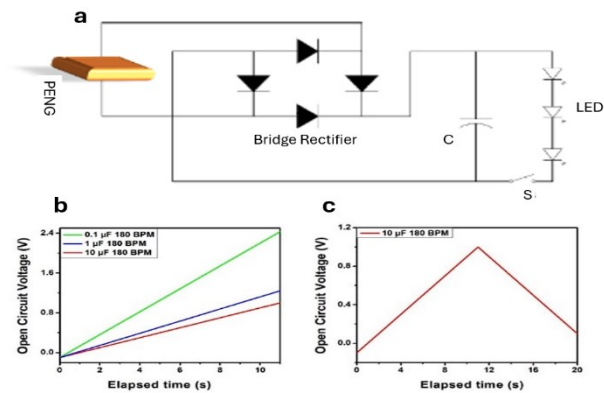 a
PENG
Bridge Rectifier
C
LED
S
b
0.1 µF 180 BPM
1 µF 180 BPM
10 µF 180 BPM
Open Circuit Voltage (V)
2.4
1.6
0.8
0.0
0 2 4 6 8 10
Elapsed time (s)
c
10 µF 180 BPM
Open Circuit Voltage (V)
1.2
0.8
0.4
0.0
0 4 8 12 16 20
Elapsed time (s)